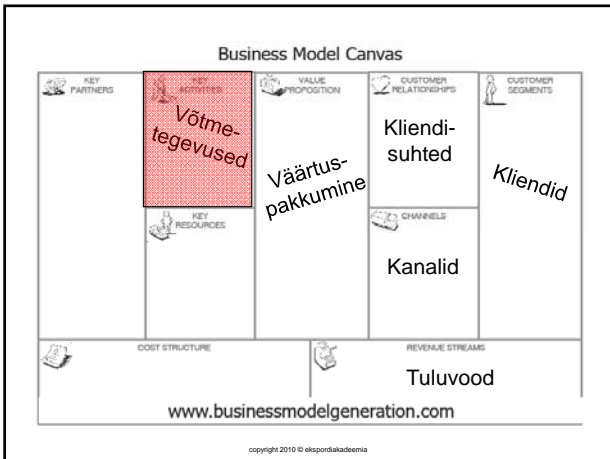 Business Model Canvas
KEY
PARTNERS
KEY
ACTIVITIES
Võtme-
tegevused
KEY
RESOURCES
VALUE
PROPOSITION
Väärtus-
pakkumine
CUSTOMER
RELATIONSHIPS
Kliendi-
suhted
CHANNELS
Kanalid
CUSTOMER
SEGMENTS
Kliendid
COST STRUCTURE
REVENUE STREAMS
Tuluvood
www.businessmodelgeneration.com
copyright 2010 © ekspordiakadeemia